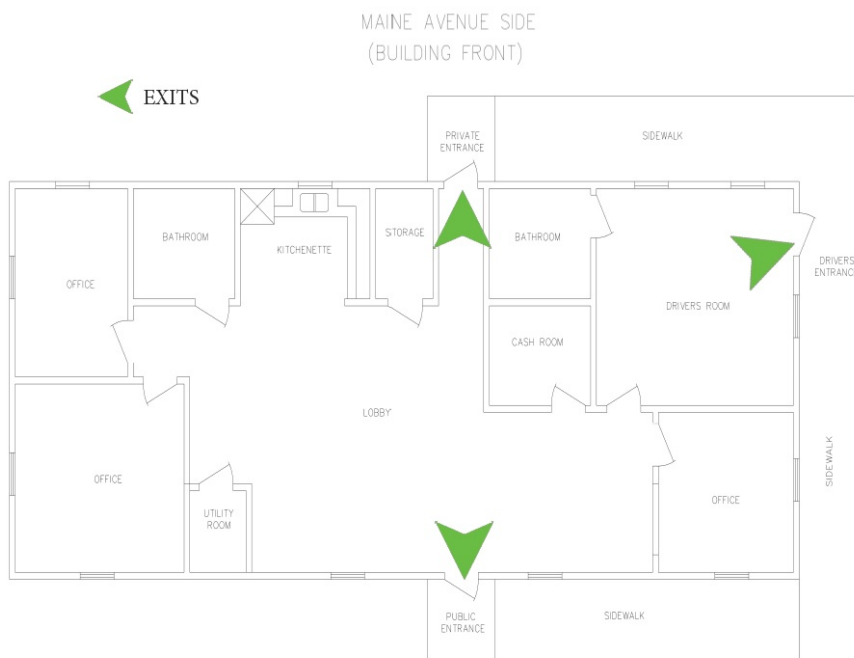 MAINE AVENUE SIDE
(BUILDING FRONT)
EXITS
PRIVATE
ENTRANCE
SIDEWALK
BATHROOM
KITCHENETTE
STORAGE
BATHROOM
OFFICE
DRIVERS
ENTRANCE
DRIVERS ROOM
CASH ROOM
LOBBY
OFFICE
UTILITY
ROOM
OFFICE
SIDEWALK
PUBLIC
ENTRANCE
SIDEWALK